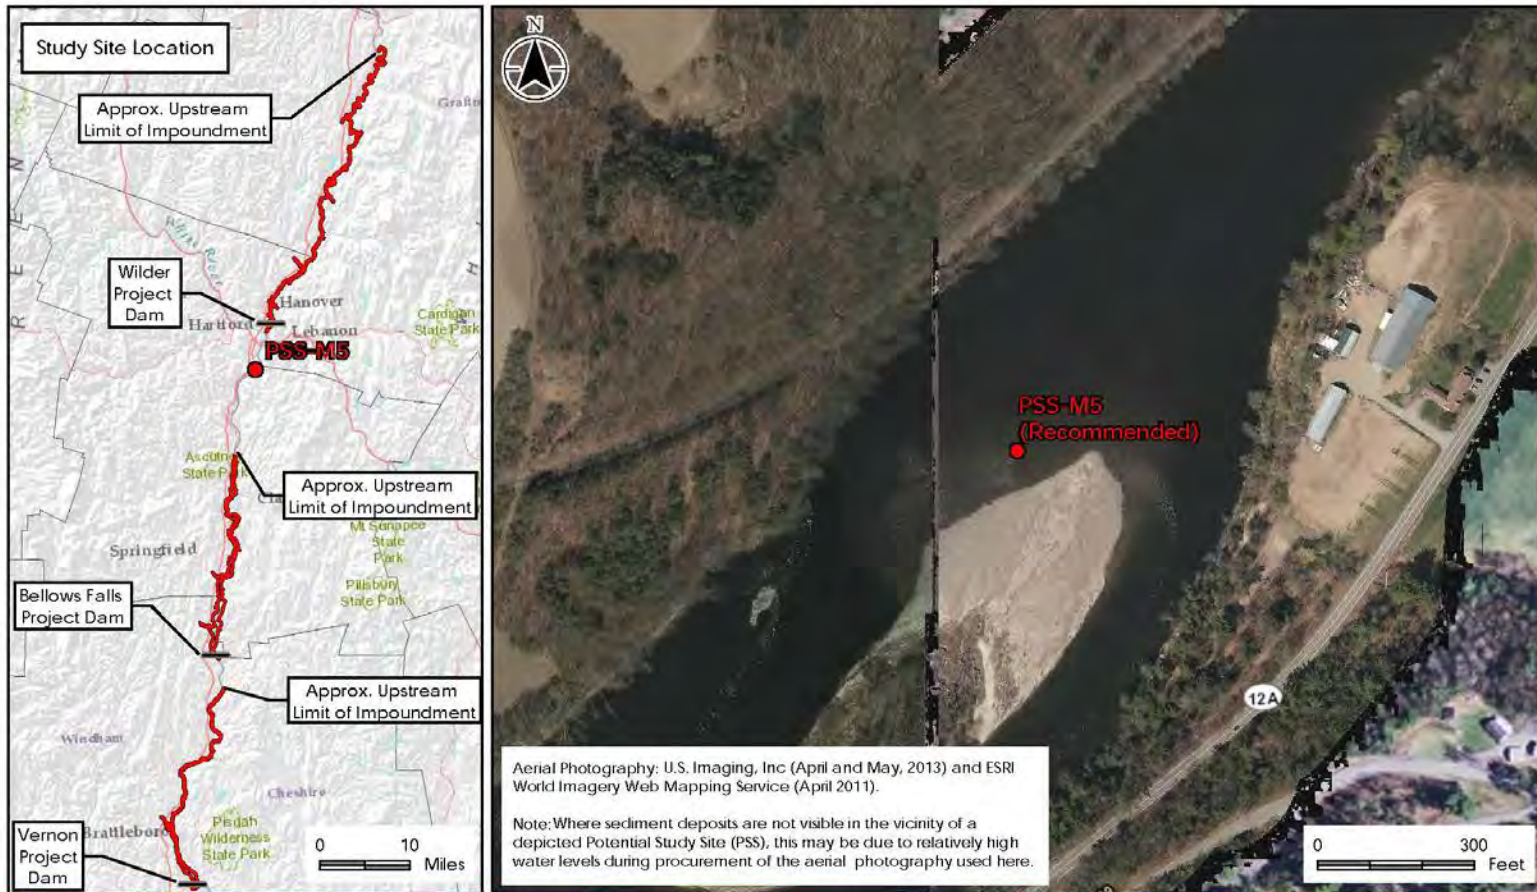 Study Site Location
Approx. Upstream
Limit of Impoundment
Wilder
Project
Dam
Hanover
Hartford
Lebanon
Cardigan
State Park
PSS-M5
Approx. Upstream
Limit of Impoundment
State Park
Mt Sunapee
State
Park
Springfield
Pillsbury
State Park
Bellows Falls
Project Dam
Approx. Upstream
Limit of Impoundment
Windham
Cheshire
Pisgah
Wilderness
State Park
Vernon
Project
Dam
0 10
Miles
N
PSS-M5
(Recommended)
12A
Aerial Photography: U.S. Imaging, Inc (April and May, 2013) and ESRI
World Imagery Web Mapping Service (April 2011).
Note: Where sediment deposits are not visible in the vicinity of a
depicted Potential Study Site (PSS), this may be due to relatively high
water levels during procurement of the aerial photography used here.
0 300
Feet